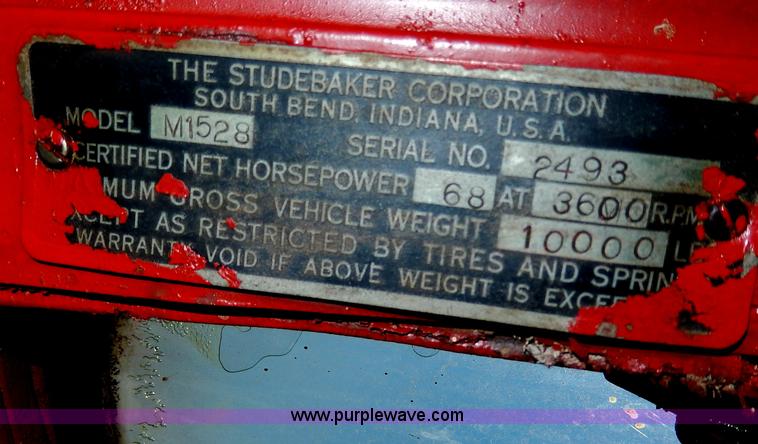 THE STUDEBAKER CORPORATION
SOUTH BEND, INDIANA, U.S.A.
MODEL M1528 SERIAL NO. 2493
CERTIFIED NET HORSEPOWER 68 AT 3600 R.P.M
MUM GROSS VEHICLE WEIGHT 10000 L
XCEPT AS RESTRICTED BY TIRES AND SPRIN
WARRANTY VOID IF ABOVE WEIGHT IS EXCEE
www.purplewave.com